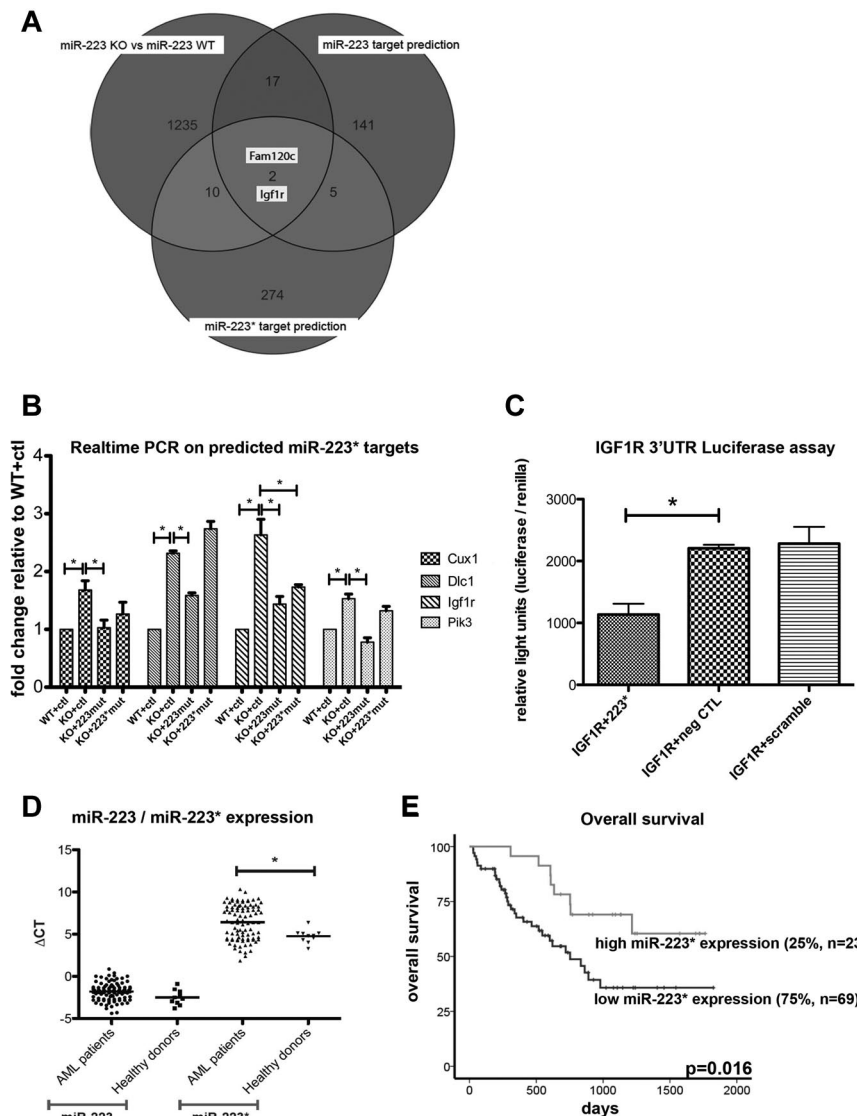 A
miR-223 KO vs miR-223 WT
miR-223 target prediction
17
1235
141
Fam120c
2
10
Igf1r
5
274
miR-223* target prediction
B
Realtime PCR on predicted miR-223* targets
fold change relative to WT+ctl
4
3
2
1
0
* * * * * * * * *
Cux1
Dlc1
Igf1r
Pik3
WT+ctl
KO+ctl
KO+223mut
KO+223*mut
WT+ctl
KO+ctl
KO+223mut
KO+223*mut
WT+ctl
KO+ctl
KO+223mut
KO+223*mut
WT+ctl
KO+ctl
KO+223mut
KO+223*mut
C
IGF1R 3'UTR Luciferase assay
relative light units (luciferase / renilla)
3000
2000
1000
0
*
IGF1R+223*
IGF1R+neg CTL
IGF1R+scramble
D
miR-223 / miR-223* expression
ΔCT
15
10
5
0
-5
*
AML patients
Healthy donors
AML patients
Healthy donors
miR-223
miR-223*
E
Overall survival
overall survival
100
75
50
25
0
high miR-223* expression (25%, n=23
low miR-223* expression (75%, n=69)
p=0.016
0
500
1000
1500
2000
days